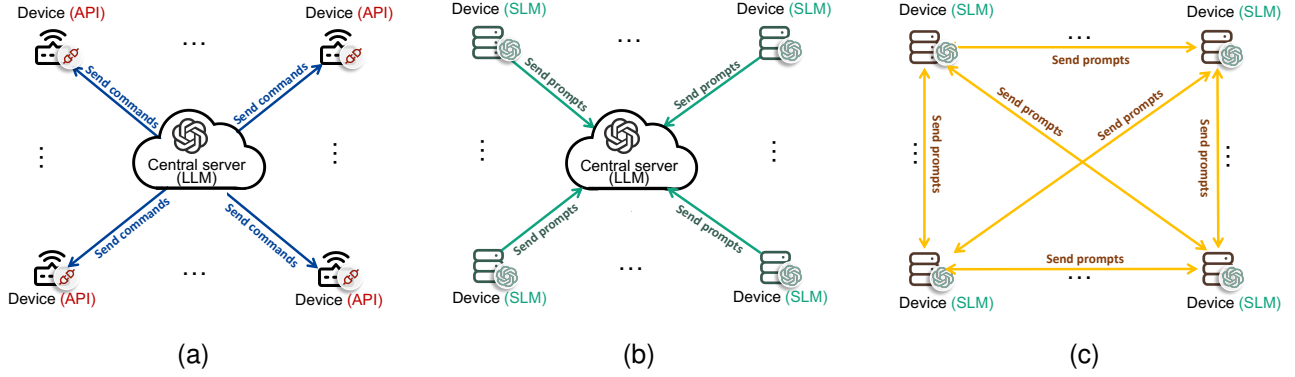 Device (API)
Device (API)
...
Send commands
Send commands
...
Central server
(LLM)
...
Send commands
Send commands
...
Device (API)
Device (API)
(a)
Device (SLM)
Device (SLM)
...
Send prompts
Send prompts
...
Central server
(LLM)
...
Send prompts
Send prompts
...
Device (SLM)
Device (SLM)
(b)
Device (SLM)
Device (SLM)
...
Send prompts
Send prompts
Send prompts
...
Send prompts
Send prompts
...
Send prompts
...
Device (SLM)
Device (SLM)
(c)